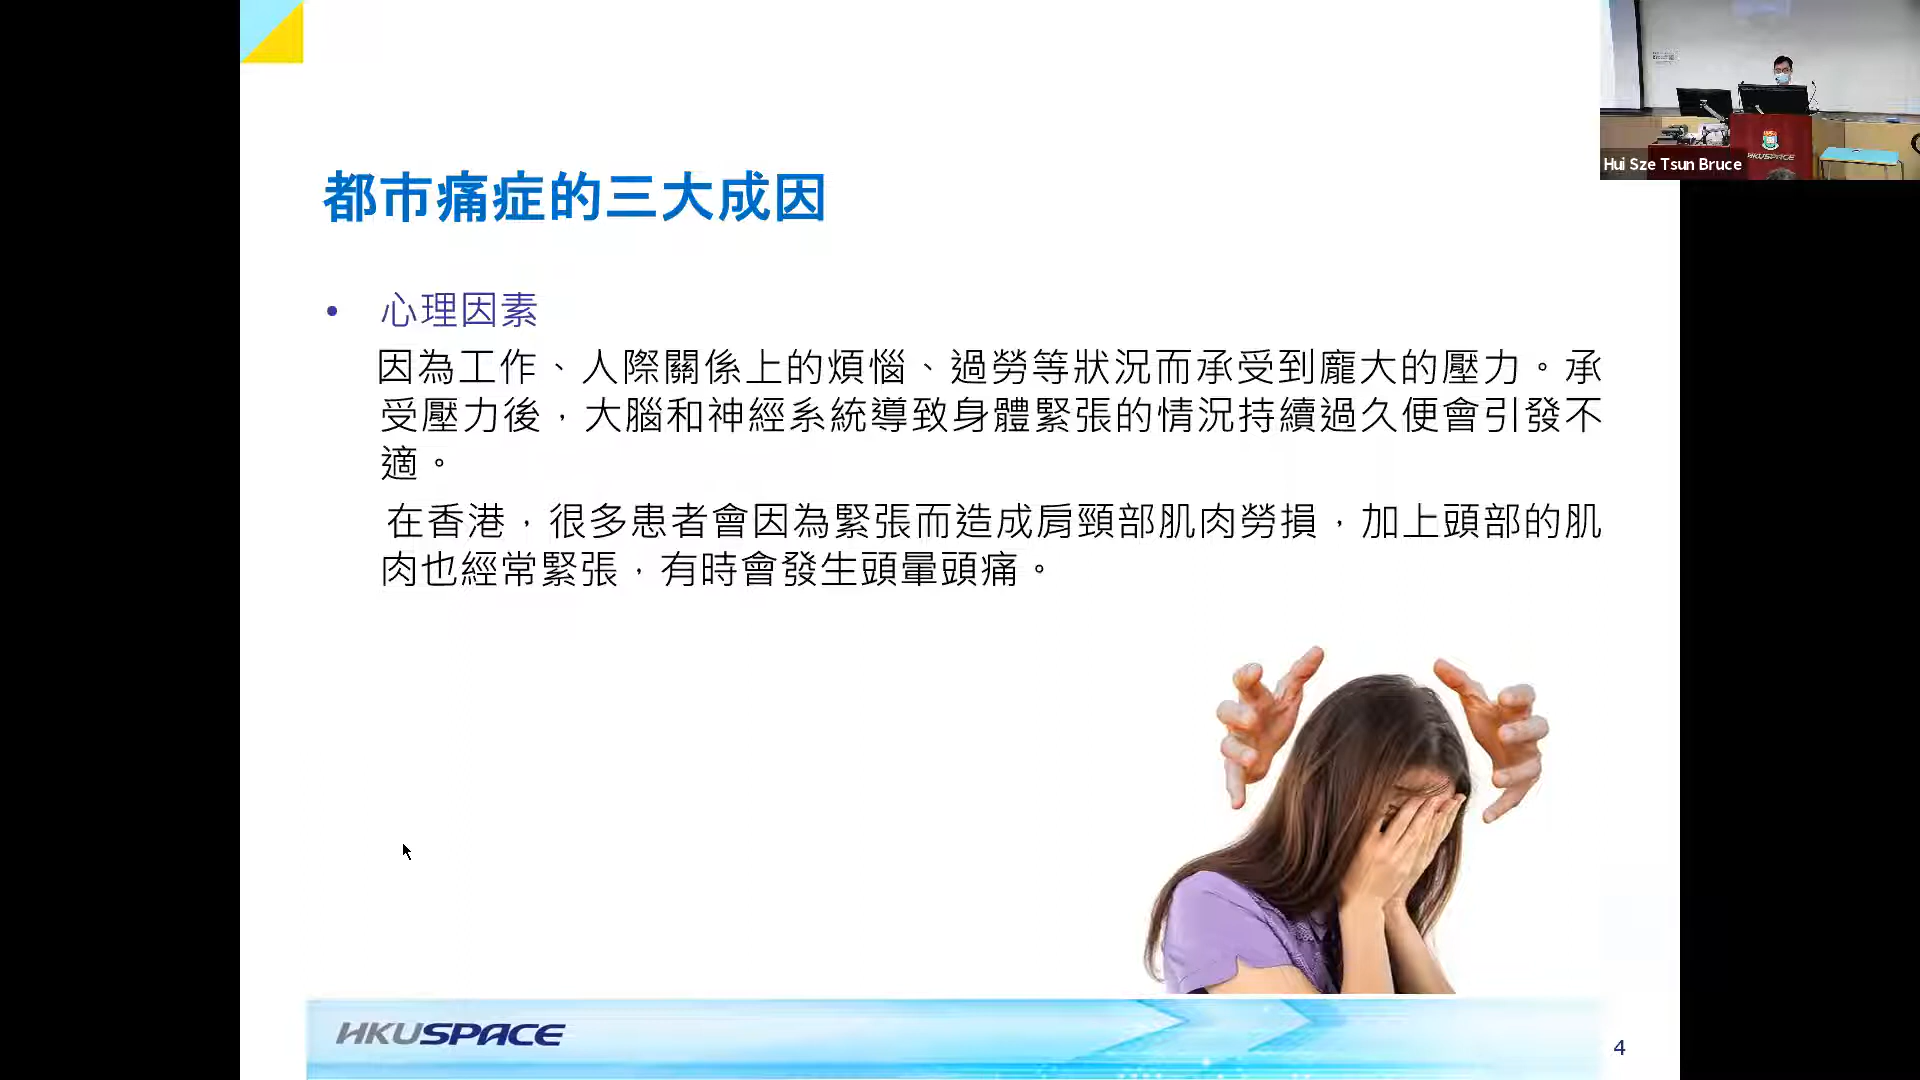 都市痛症的三大成因
• 心理因素
因為工作、人際關係上的煩惱、過勞等狀況而承受到龐大的壓力。承
受壓力後，大腦和神經系統導致身體緊張的情況持續過久便會引發不
適。
在香港，很多患者會因為緊張而造成肩頸部肌肉勞損，加上頭部的肌
肉也經常緊張，有時會發生頭暈頭痛。
Hui Sze Tsun Bruce
HKUSPACE
HKUSPACE
4